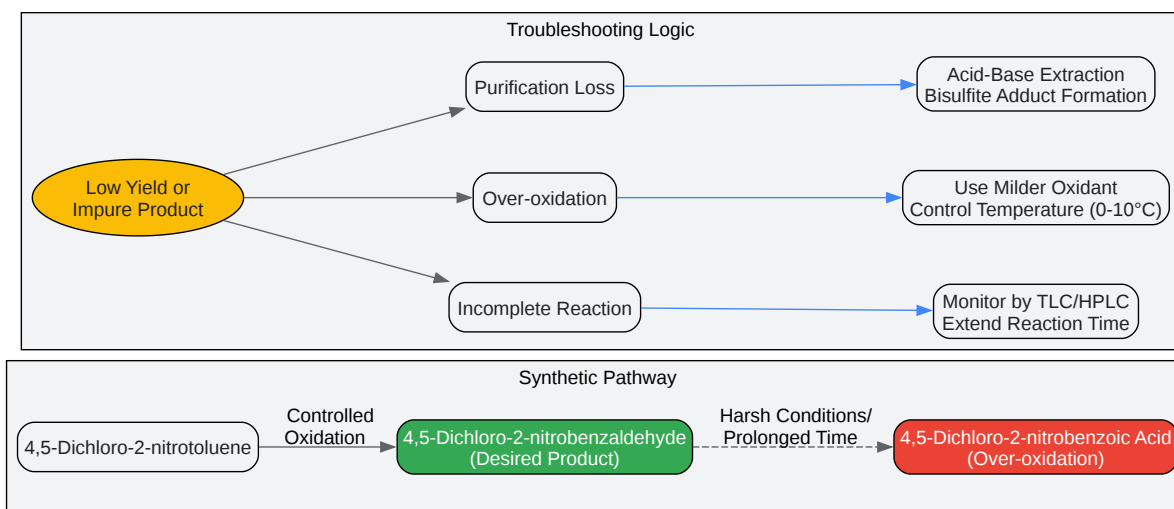 Troubleshooting Logic
Purification Loss
Acid-Base Extraction
Bisulfite Adduct Formation
Low Yield or
Impure Product
Over-oxidation
Use Milder Oxidant
Control Temperature (0-10°C)
Incomplete Reaction
Monitor by TLC/HPLC
Extend Reaction Time
Synthetic Pathway
4,5-Dichloro-2-nitrotoluene
Controlled
Oxidation
4,5-Dichloro-2-nitrobenzaldehyde
(Desired Product)
Harsh Conditions/
Prolonged Time
4,5-Dichloro-2-nitrobenzoic Acid
(Over-oxidation)